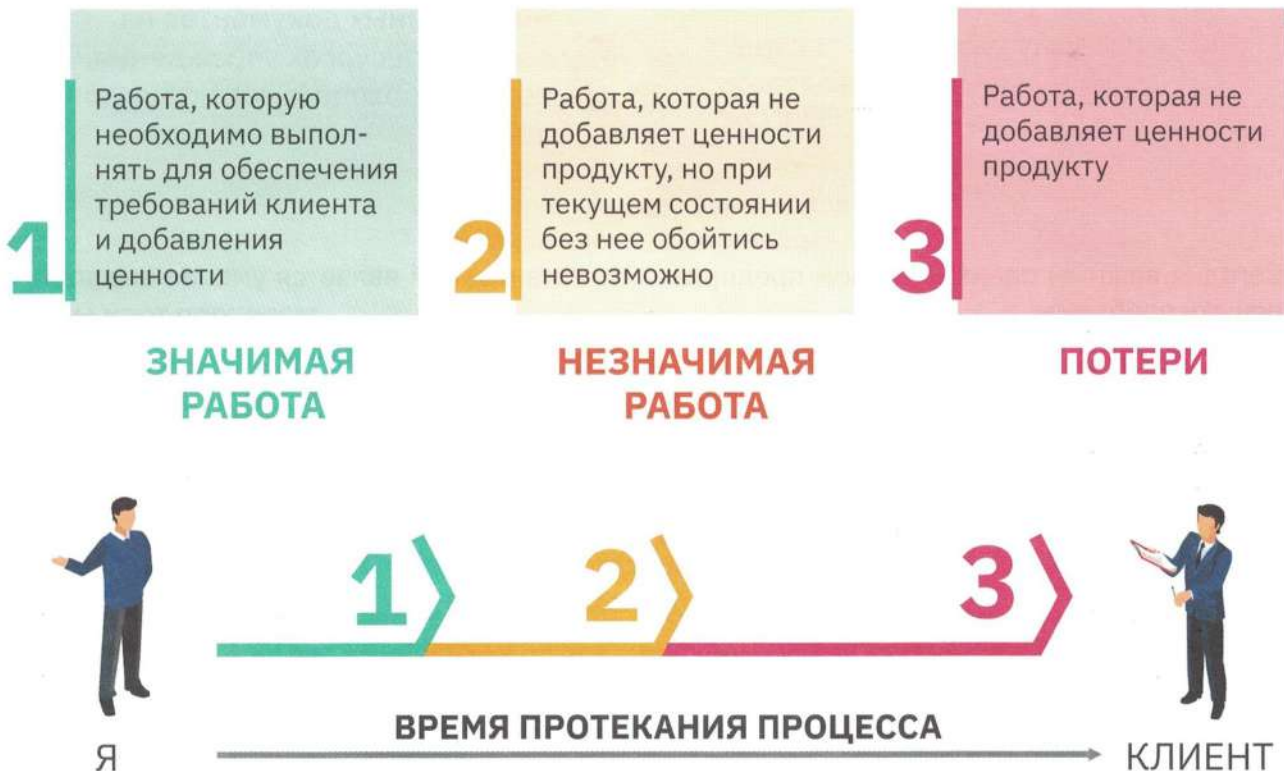 1
Работа, которую
необходимо выпол-
нять для обеспечения
требований клиента
и добавления
ценности
2
Работа, которая не
добавляет ценности
продукту, но при
текущем состоянии
без нее обойтись
невозможно
3
Работа, которая не
добавляет ценности
продукту
ЗНАЧИМАЯ
РАБОТА
НЕЗНАЧИМАЯ
РАБОТА
ПОТЕРИ
1
2
3
ВРЕМЯ ПРОТЕКАНИЯ ПРОЦЕССА
Я
КЛИЕНТ